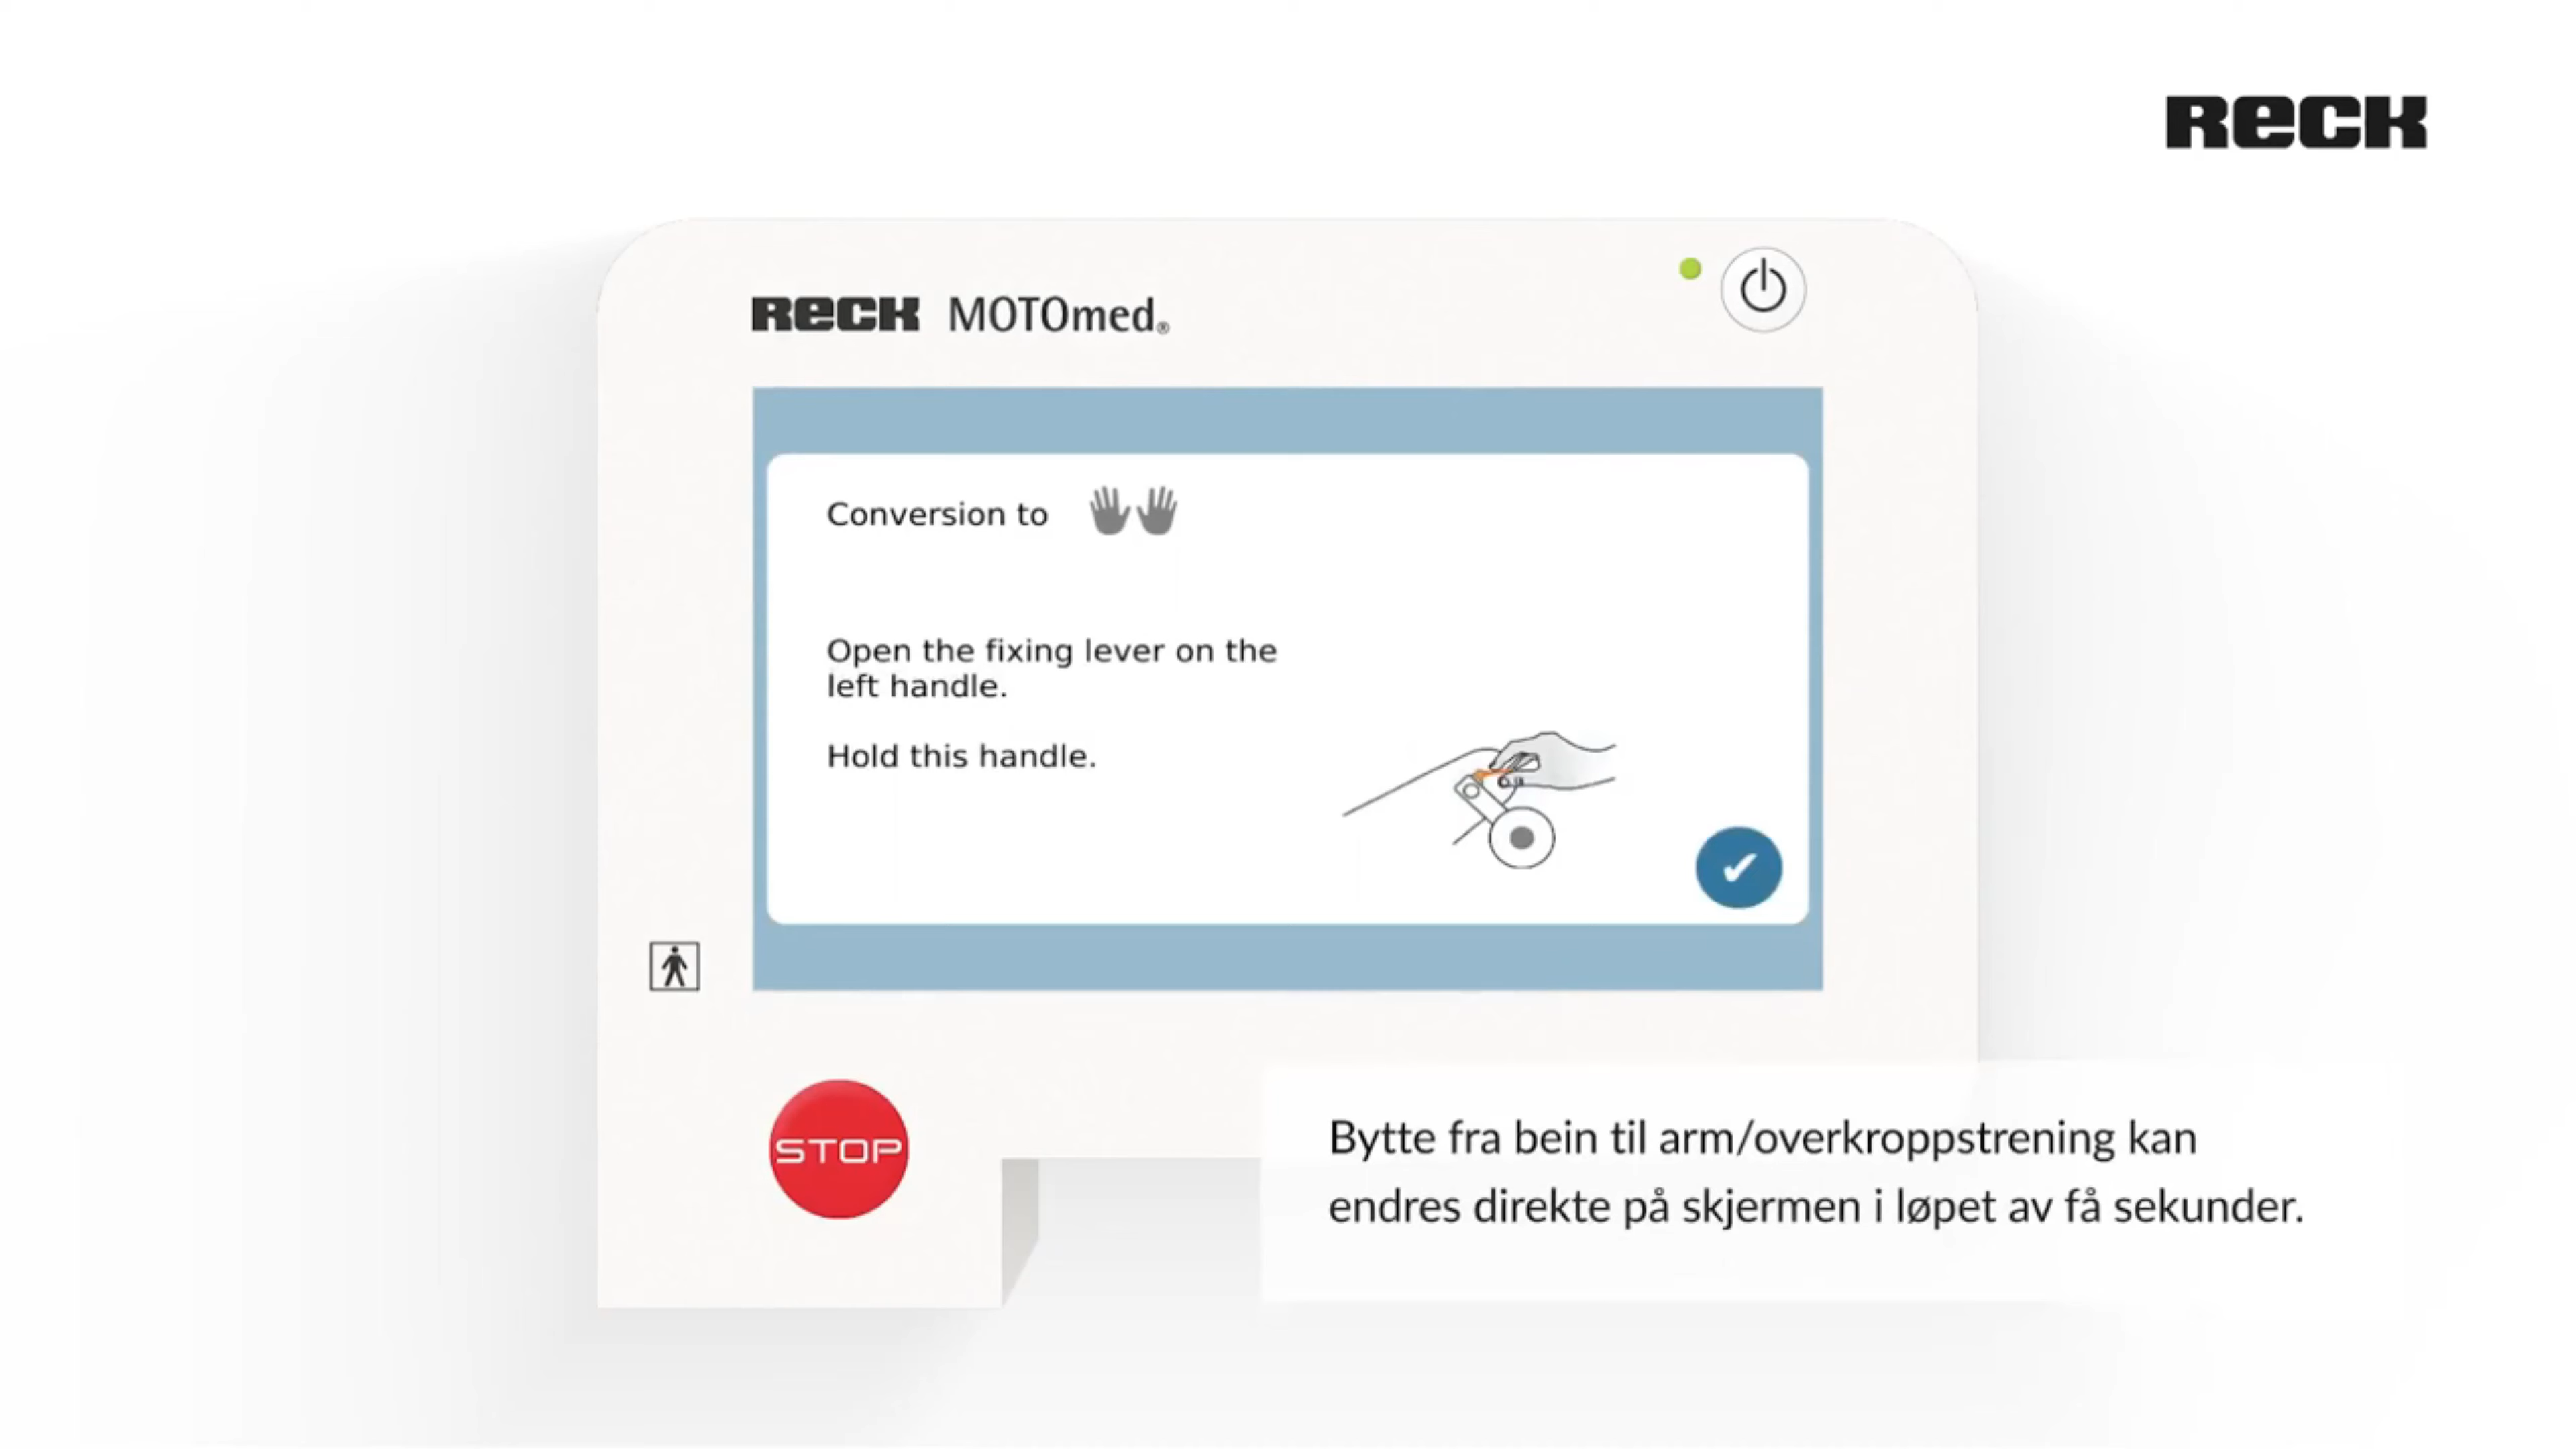 RECK
RECK MOTOmed®
Conversion to
Open the fixing lever on the
left handle.
Hold this handle.
STOP
Bytte fra bein til arm/overkroppstrening kan
endres direkte på skjermen i løpet av få sekunder.